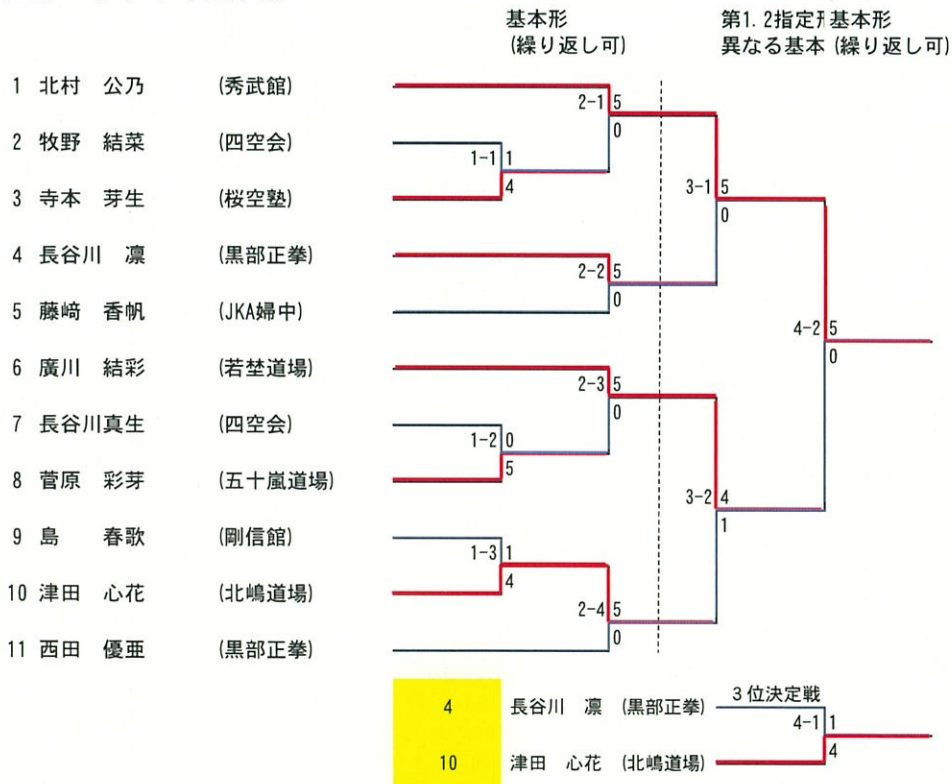 基本形
(繰り返し可)
第1.2指定形 基本形
異なる基本 (繰り返し可)
1 北村 公乃 (秀武館)
2-1 5
0
2 牧野 結菜 (四空会)
1-1 1
4
3 寺本 芽生 (桜空塾)
3-1 5
0
4 長谷川 凛 (黒部正拳)
2-2 5
0
5 藤﨑 香帆 (JKA婦中)
4-2 5
0
6 廣川 結彩 (若埜道場)
2-3 5
0
7 長谷川真生 (四空会)
1-2 0
5
8 菅原 彩芽 (五十嵐道場)
3-2 4
1
9 島 春歌 (剛信館)
1-3 1
4
10 津田 心花 (北嶋道場)
2-4 5
0
11 西田 優亜 (黒部正拳)
3位決定戦
4 長谷川 凛 (黒部正拳)
4-1 1
4
10 津田 心花 (北嶋道場)